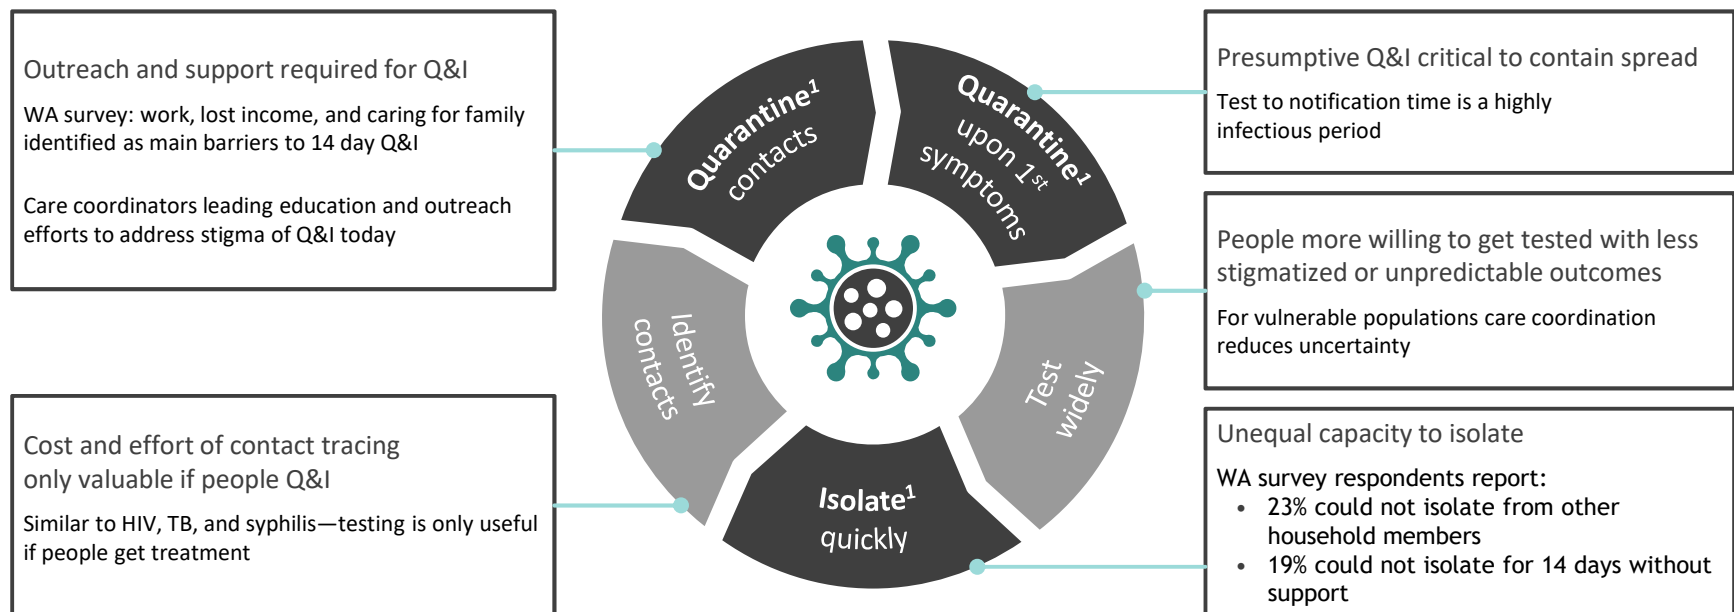 Outreach and support required for Q&I
WA survey: work, lost income, and caring for family
identified as main barriers to 14 day Q&I
Care coordinators leading education and outreach
efforts to address stigma of Q&I today
Cost and effort of contact tracing
only valuable if people Q&I
Similar to HIV, TB, and syphilis—testing is only useful
if people get treatment
Quarantine¹
contacts
Quarantine¹
upon 1st
symptoms
Identify
contacts
Test
widely
Isolate¹
quickly
Presumptive Q&I critical to contain spread
Test to notification time is a highly
infectious period
People more willing to get tested with less
stigmatized or unpredictable outcomes
For vulnerable populations care coordination
reduces uncertainty
Unequal capacity to isolate
WA survey respondents report:
• 23% could not isolate from other
household members
• 19% could not isolate for 14 days without
support